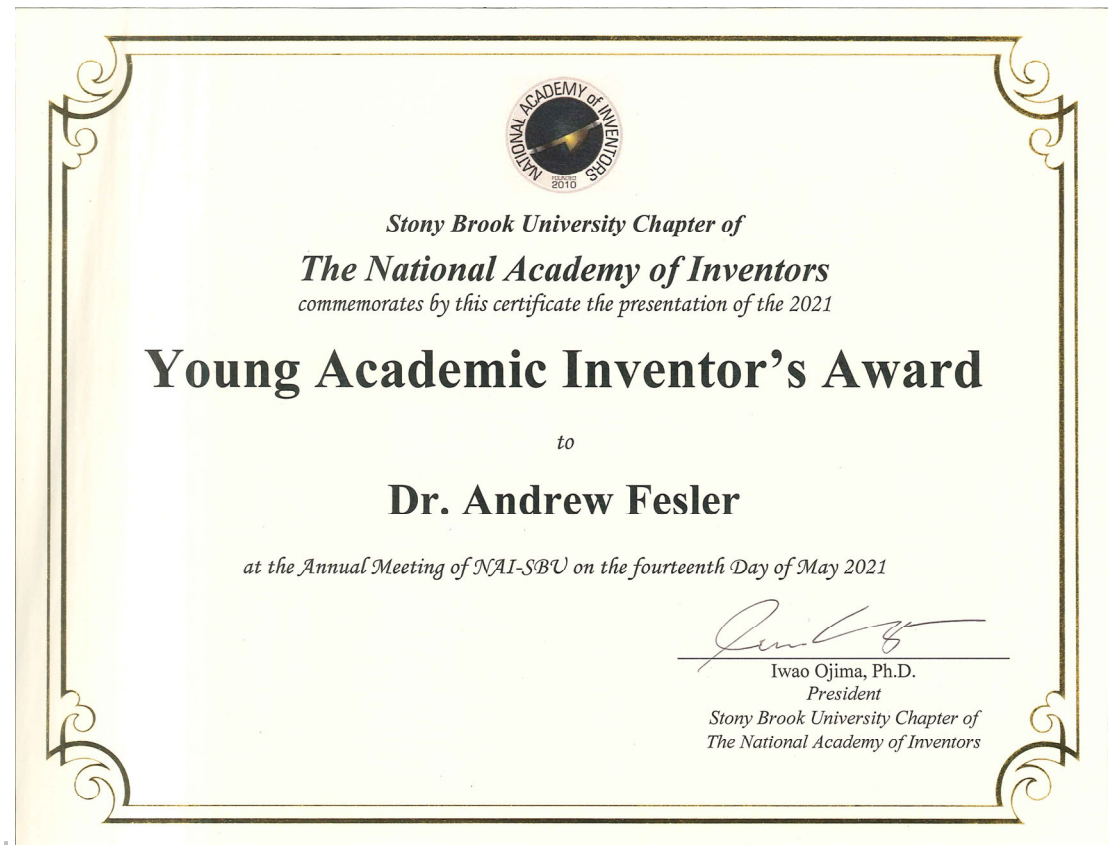 NATIONAL ACADEMY of INVENTORS
FOUNDED
2010
Stony Brook University Chapter of
The National Academy of Inventors
commemorates by this certificate the presentation of the 2021
Young Academic Inventor's Award
to
Dr. Andrew Fesler
at the Annual Meeting of NAI-SBU on the fourteenth Day of May 2021
Iwao Ojima, Ph.D.
President
Stony Brook University Chapter of
The National Academy of Inventors